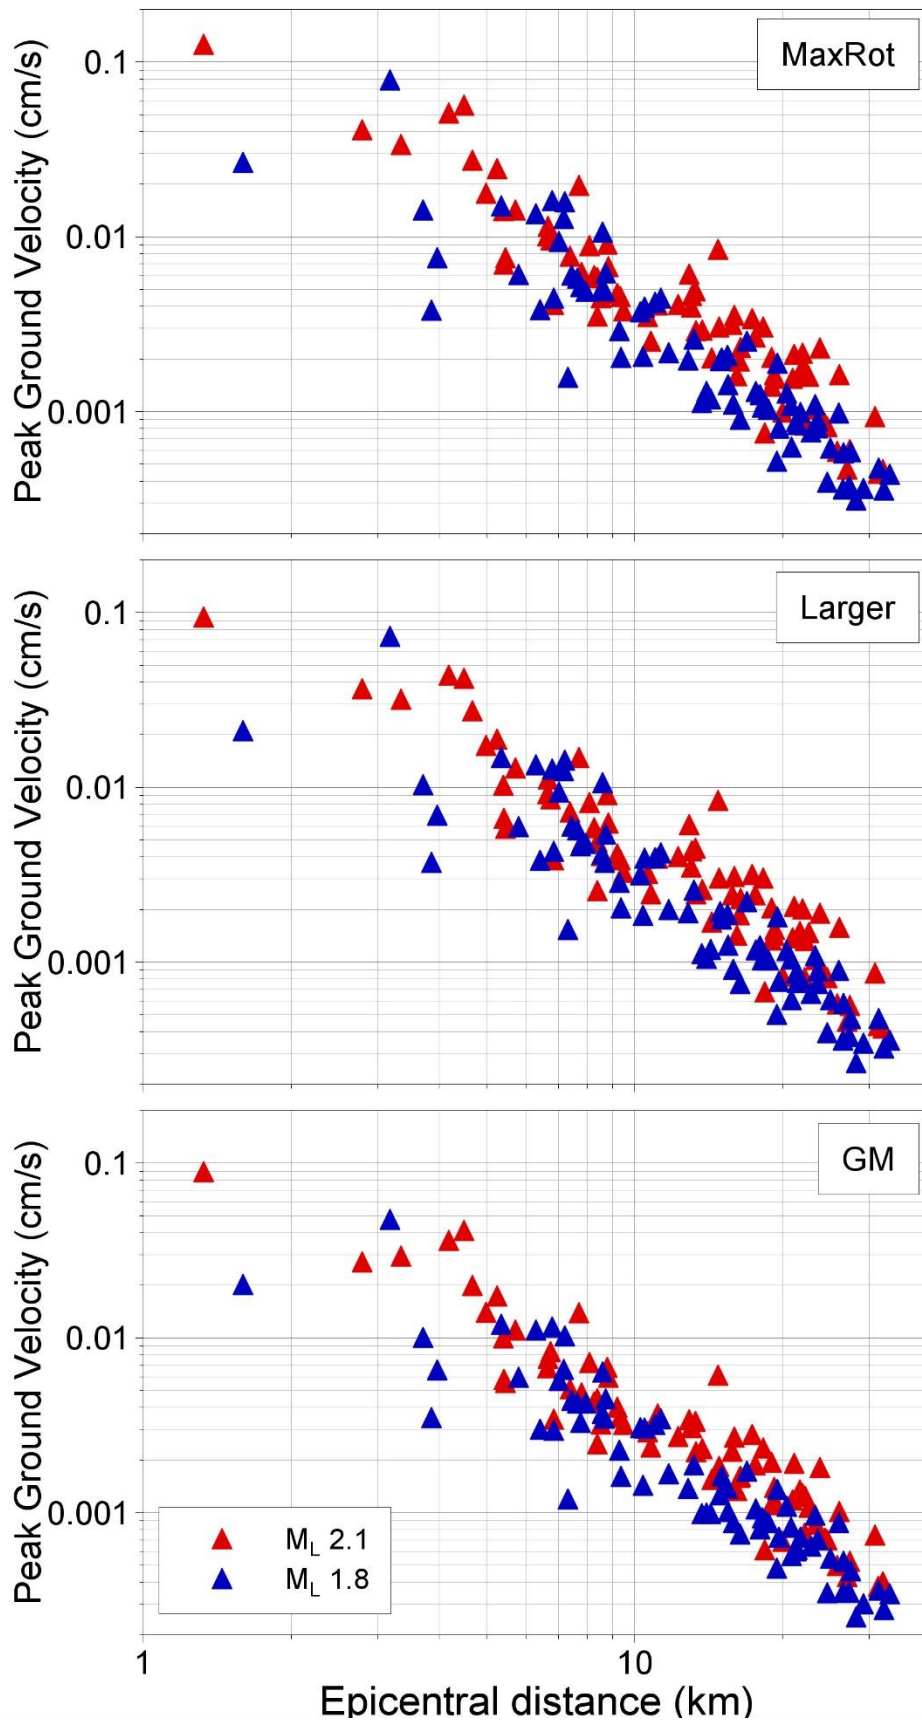 MaxRot
Peak Ground Velocity (cm/s)
0.1
0.01
0.001
Larger
Peak Ground Velocity (cm/s)
0.1
0.01
0.001
GM
Peak Ground Velocity (cm/s)
0.1
0.01
0.001
M_L 2.1
M_L 1.8
1 10
Epicentral distance (km)